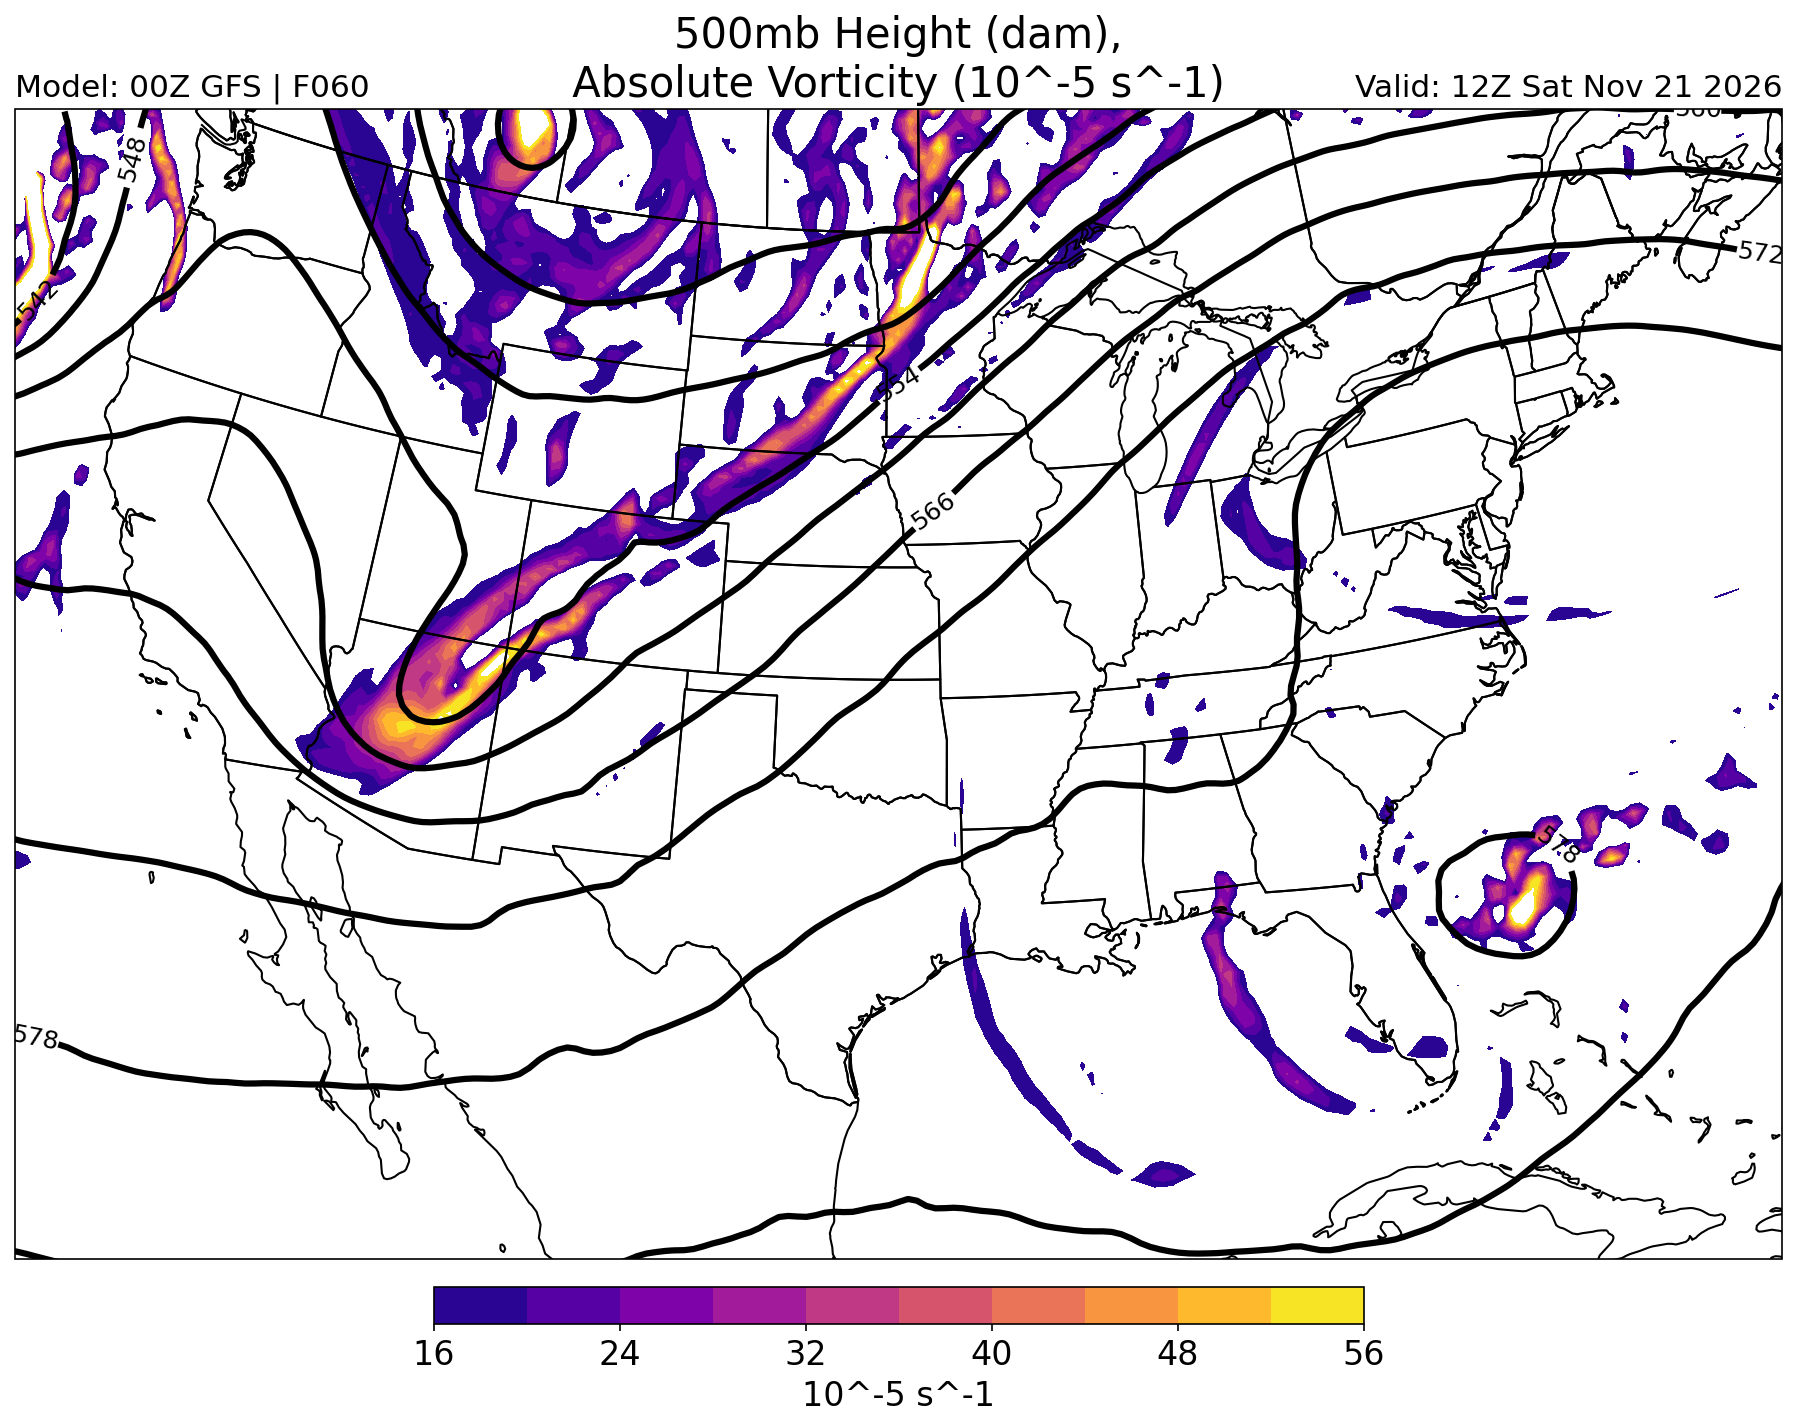 500mb Height (dam),
Model: 00Z GFS | F060
Absolute Vorticity (10^-5 s^-1)
Valid: 12Z Sat Nov 21 2026
560
548
572
542
554
566
578
578
16
24
32
40
48
56
10^-5 s^-1